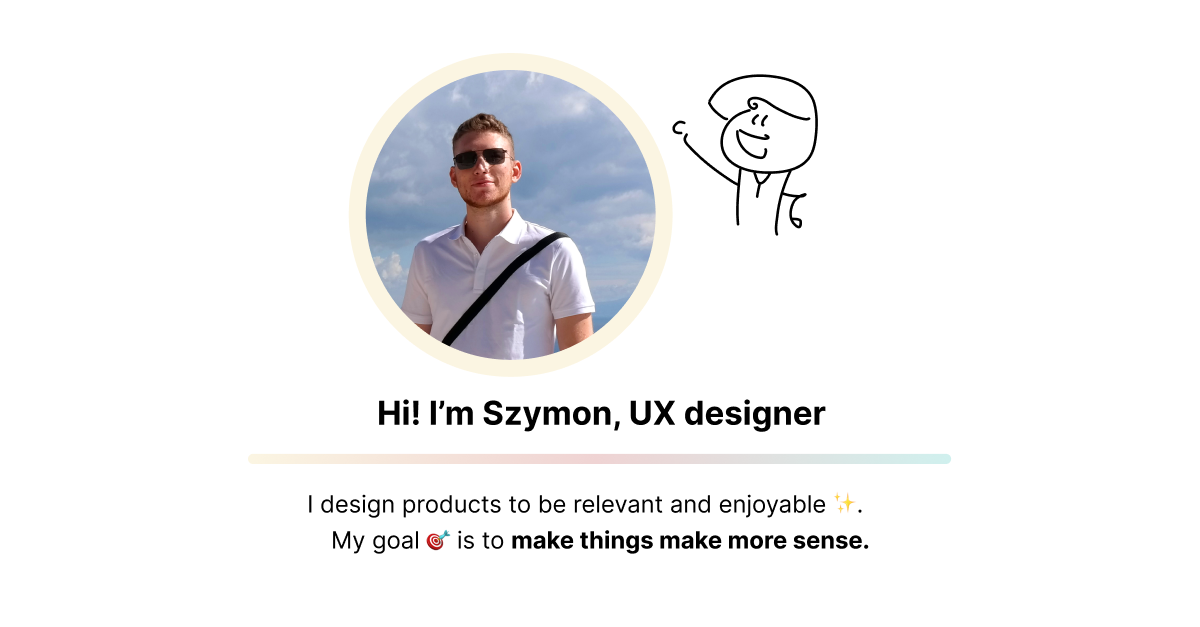 Hi! I’m Szymon, UX designer
I design products to be relevant and enjoyable ✨.
My goal 🎯 is to make things make more sense.